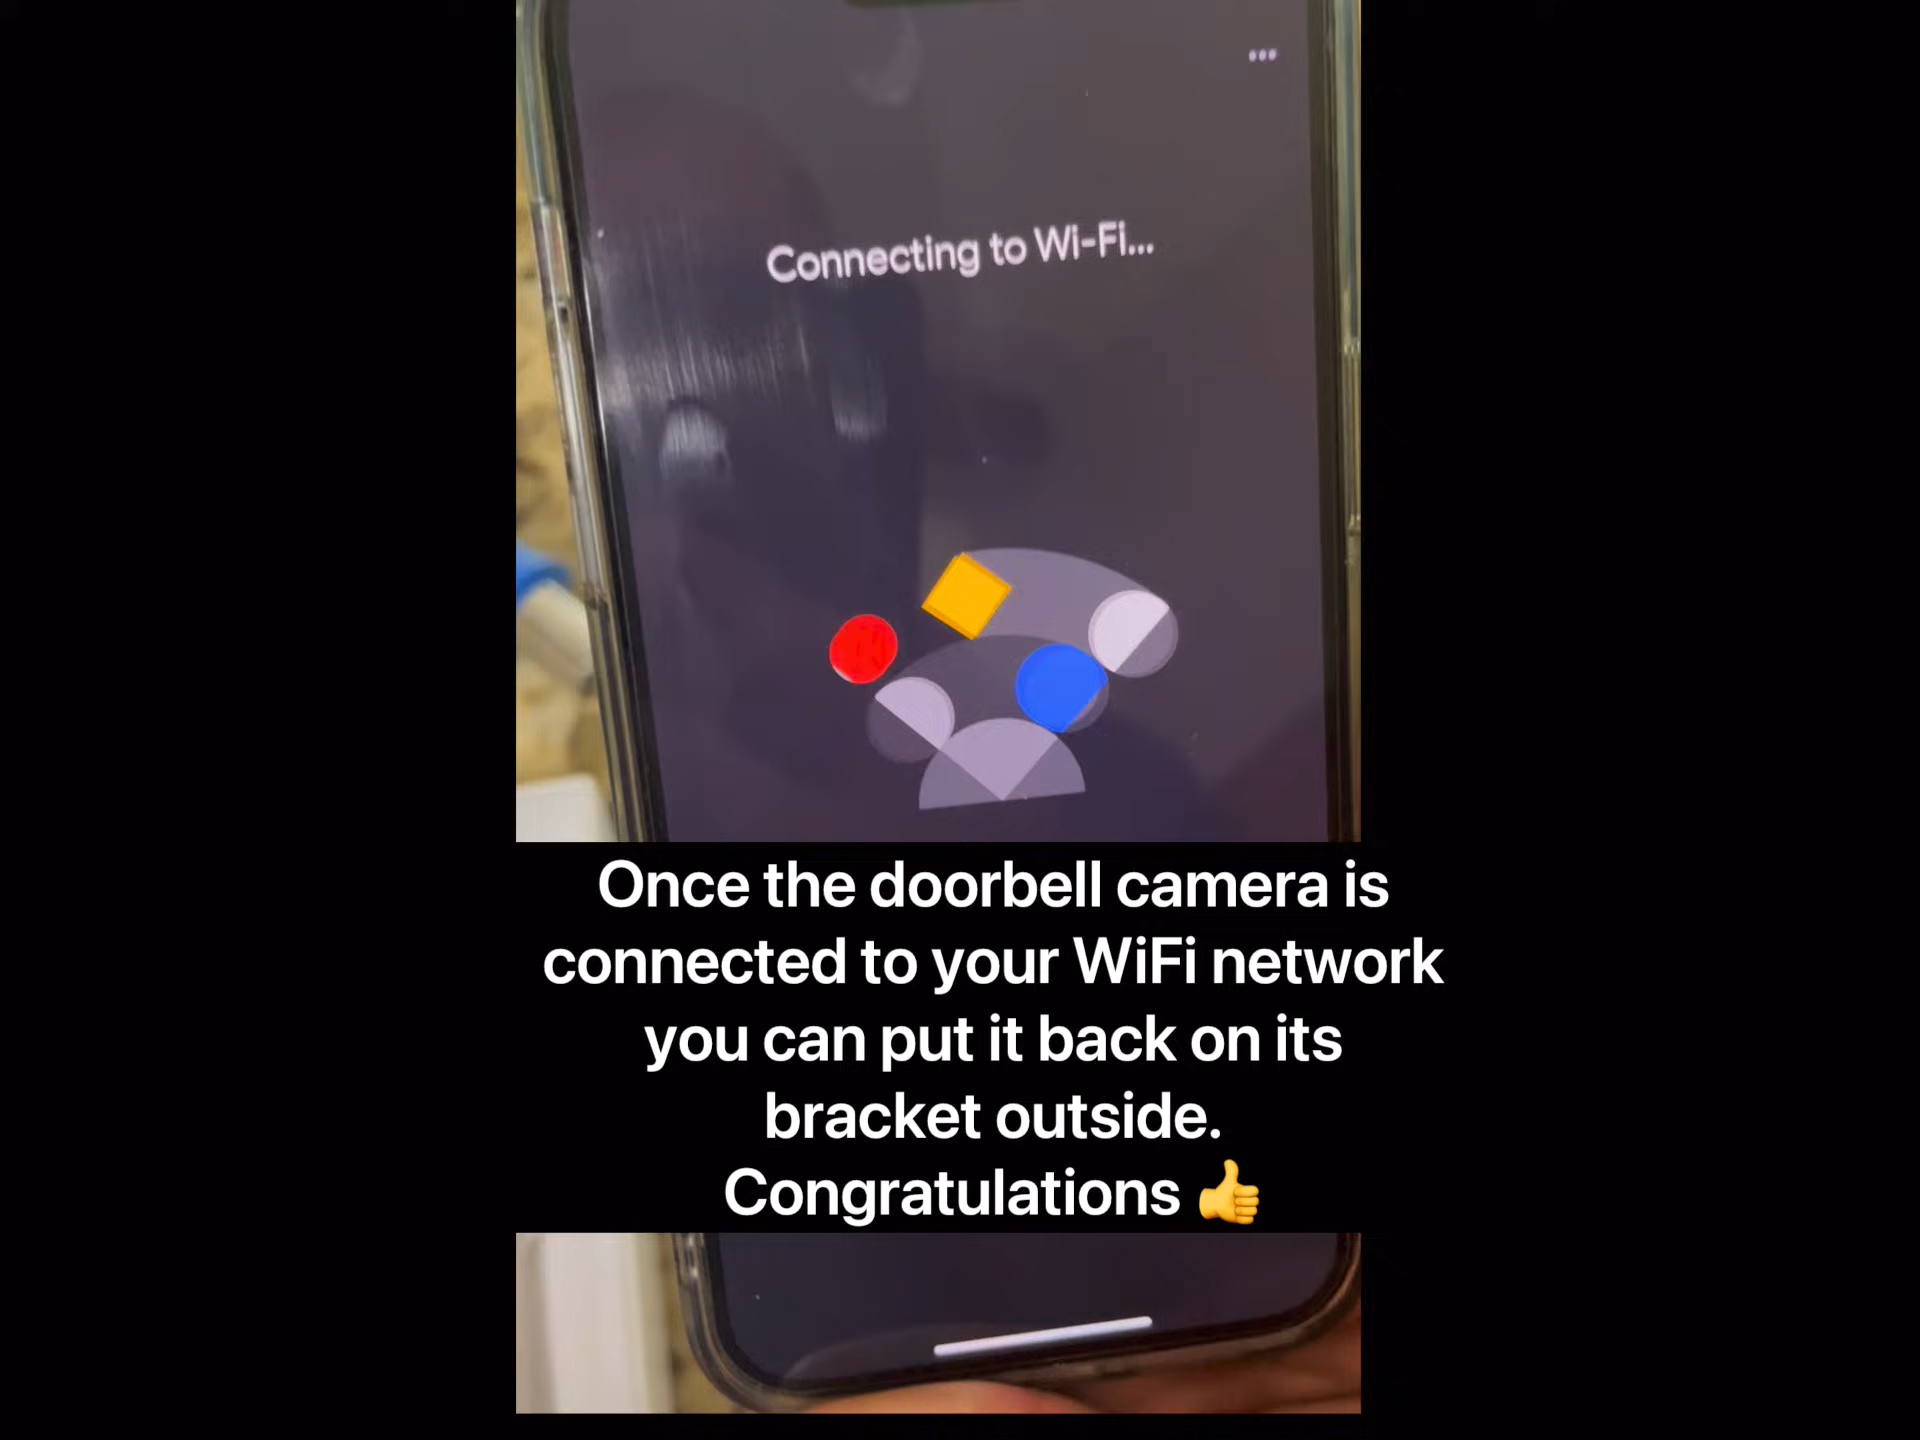 Connecting to Wi-Fi...
Once the doorbell camera is
connected to your WiFi network
you can put it back on its
bracket outside.
Congratulations 👍